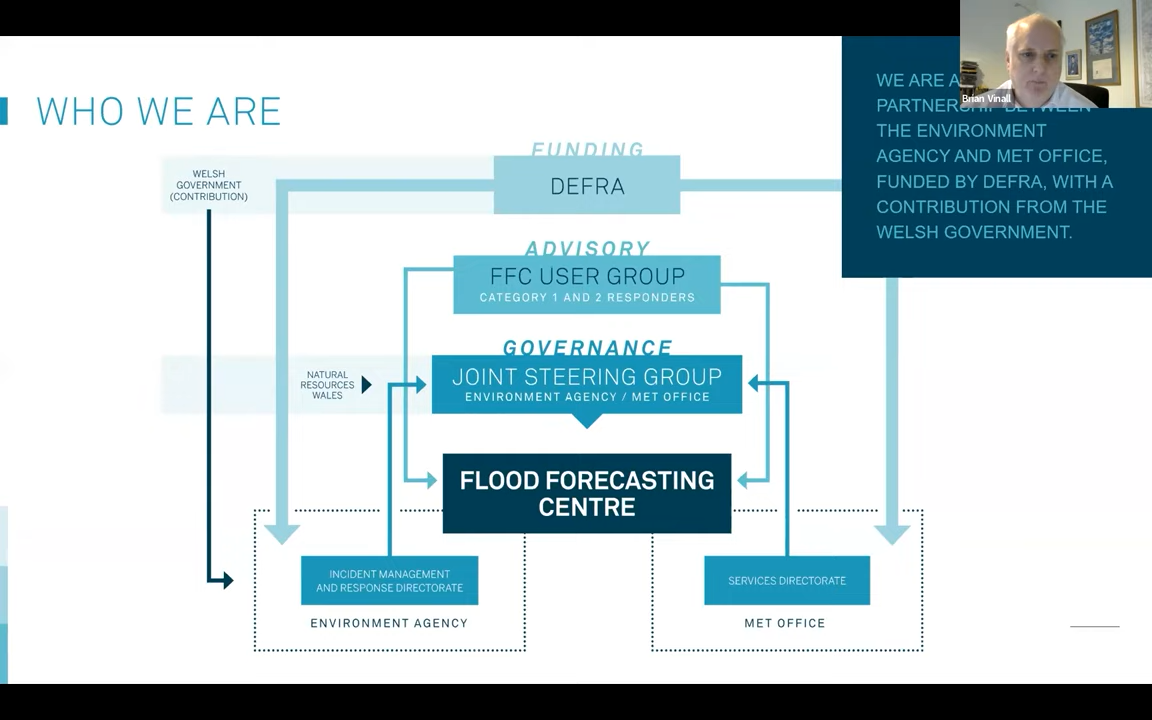 WHO WE ARE
WE ARE A
Brian Vinall
PARTNERSHIP BETWEEN
THE ENVIRONMENT
AGENCY AND MET OFFICE,
FUNDED BY DEFRA, WITH A
CONTRIBUTION FROM THE
WELSH GOVERNMENT.
FUNDING
DEFRA
WELSH
GOVERNMENT
(CONTRIBUTION)
ADVISORY
FFC USER GROUP
CATEGORY 1 AND 2 RESPONDERS
GOVERNANCE
JOINT STEERING GROUP
ENVIRONMENT AGENCY / MET OFFICE
NATURAL
RESOURCES
WALES
FLOOD FORECASTING
CENTRE
INCIDENT MANAGEMENT
AND RESPONSE DIRECTORATE
ENVIRONMENT AGENCY
SERVICES DIRECTORATE
MET OFFICE